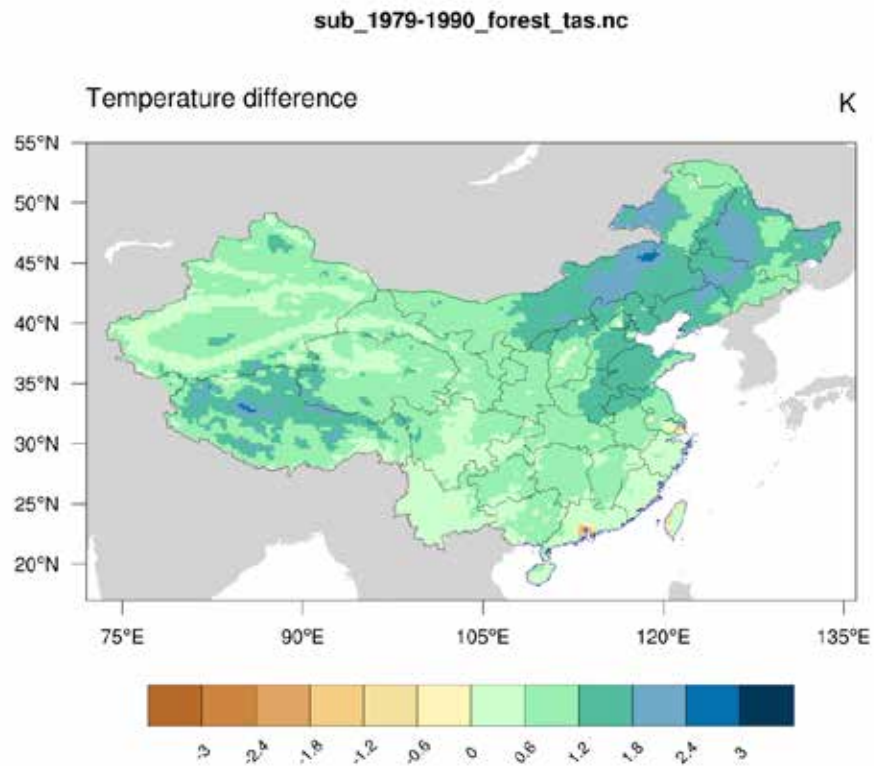 sub_1979-1990_forest_tas.nc
Temperature difference K
55°N
50°N
45°N
40°N
35°N
30°N
25°N
20°N
75°E 90°E 105°E 120°E 135°E
-3 -2.4 -1.8 -1.2 -0.6 0 0.6 1.2 1.8 2.4 3